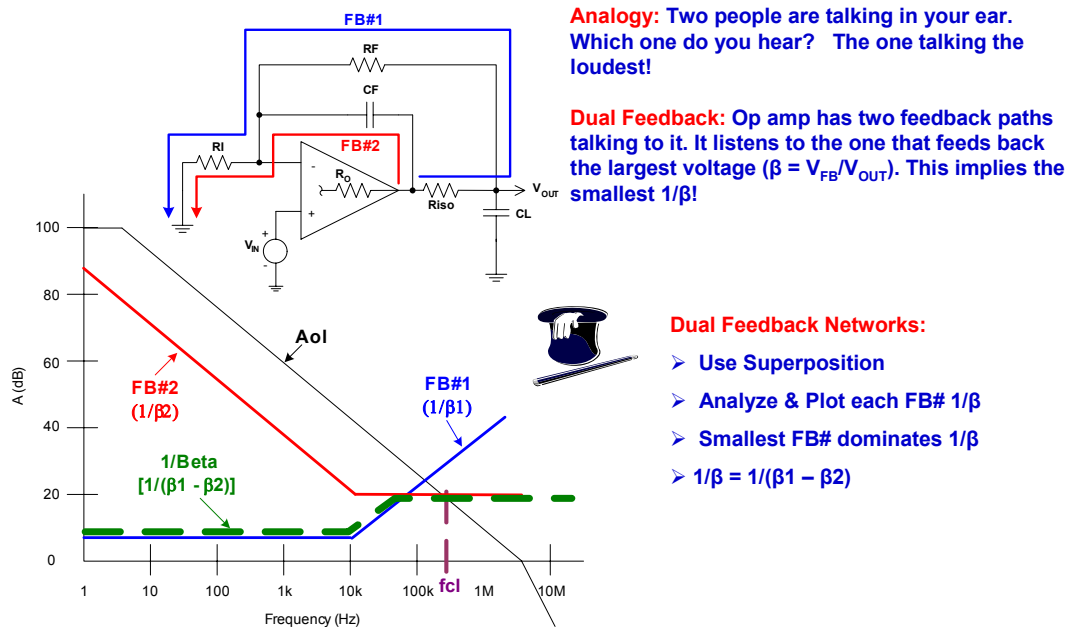 FB#1
RF
CF
FB#2
RI
-
RO
+
Riso
VOUT
CL
+
VIN
-
Analogy: Two people are talking in your ear.
Which one do you hear? The one talking the
loudest!
Dual Feedback: Op amp has two feedback paths
talking to it. It listens to the one that feeds back
the largest voltage (β = VFB/VOUT). This implies the
smallest 1/β!
Dual Feedback Networks:
➢ Use Superposition
➢ Analyze & Plot each FB# 1/β
➢ Smallest FB# dominates 1/β
➢ 1/β = 1/(β1 – β2)
A (dB)
100
80
60
40
20
0
Aol
FB#2
(1/β2)
FB#1
(1/β1)
1/Beta
[1/(β1 - β2)]
fcl
1
10
100
1k
10k
100k
1M
10M
Frequency (Hz)